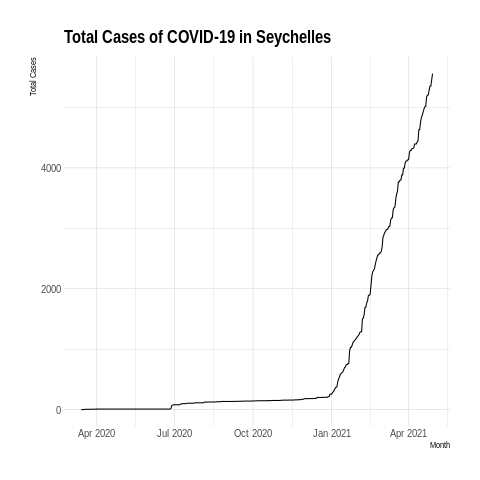 Total Cases of COVID-19 in Seychelles
Total Cases
4000
2000
0
Apr 2020 Jul 2020 Oct 2020 Jan 2021 Apr 2021
Month